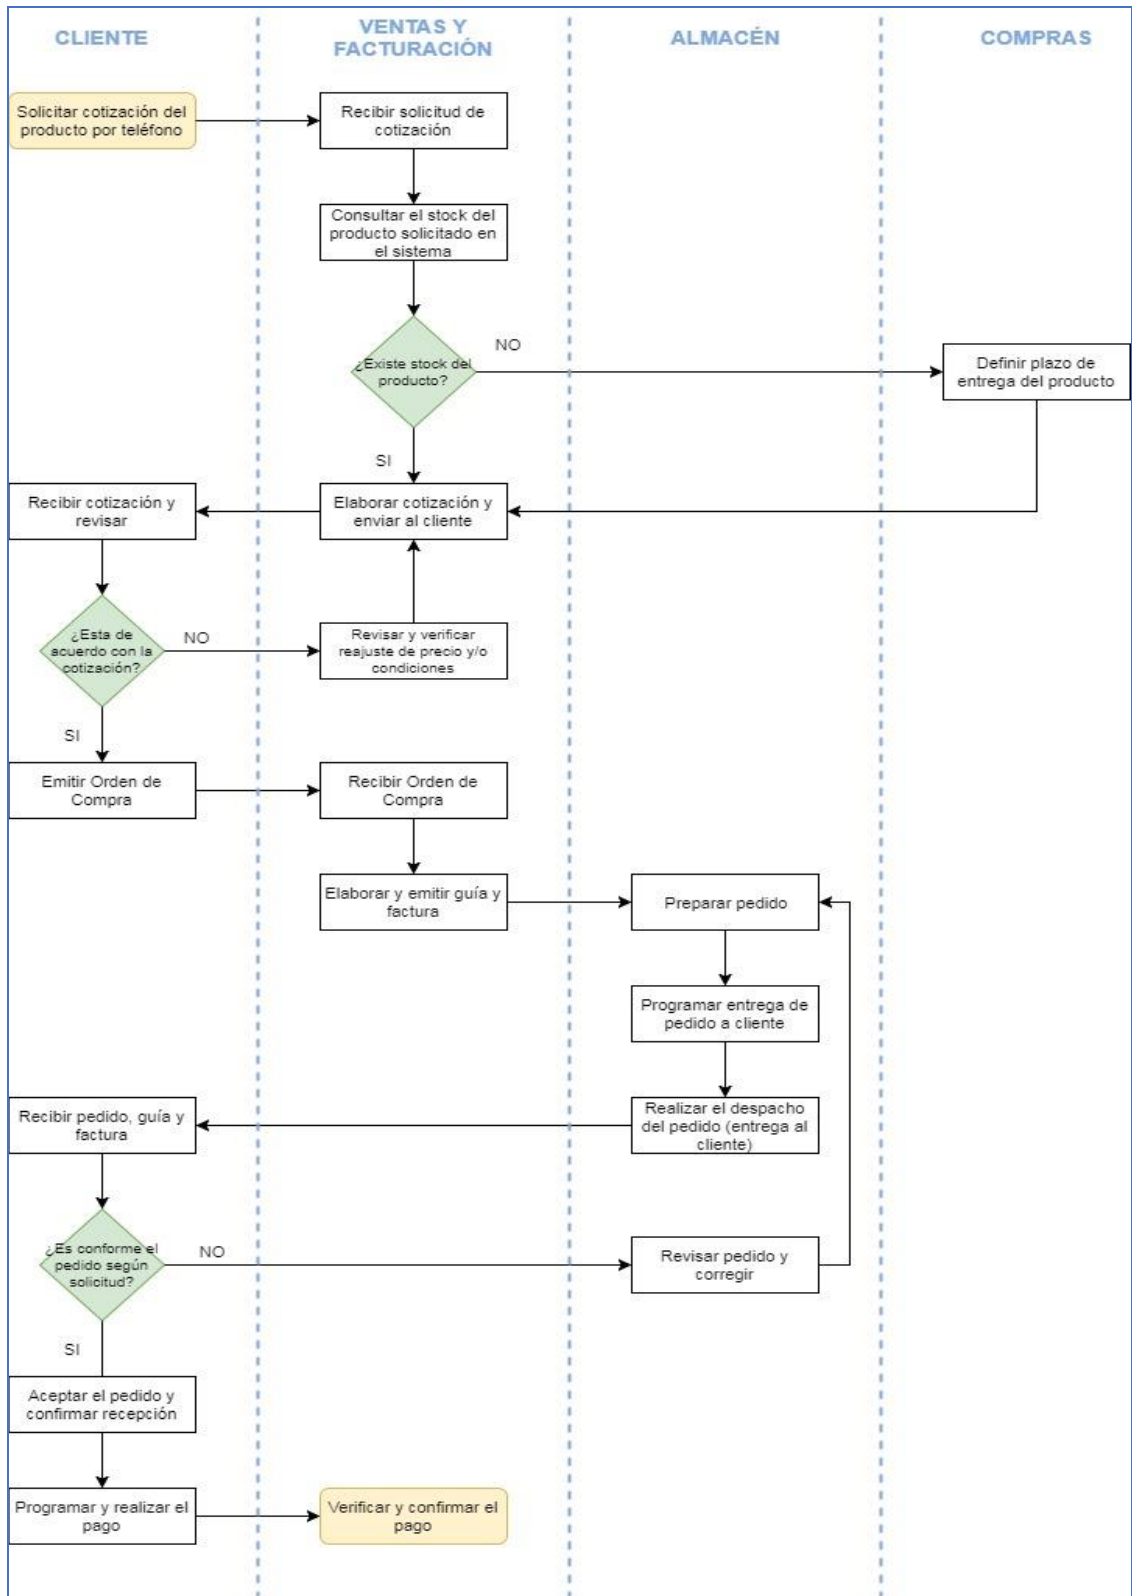 CLIENTE
VENTAS Y
FACTURACIÓN
ALMACÉN
COMPRAS
Solicitar cotización del
producto por teléfono
Recibir solicitud de
cotización
Consultar el stock del
producto solicitado en
el sistema
¿Existe stock del
producto?
NO
Definir plazo de
entrega del producto
SI
Recibir cotización y
revisar
Elaborar cotización y
enviar al cliente
¿Esta de
acuerdo con la
cotización?
NO
Revisar y verificar
reajuste de precio y/o
condiciones
SI
Emitir Orden de
Compra
Recibir Orden de
Compra
Elaborar y emitir guía y
factura
Preparar pedido
Programar entrega de
pedido a cliente
Recibir pedido, guía y
factura
Realizar el despacho
del pedido (entrega al
cliente)
¿Es conforme el
pedido según
solicitud?
NO
Revisar pedido y
corregir
SI
Aceptar el pedido y
confirmar recepción
Programar y realizar el
pago
Verificar y confirmar el
pago